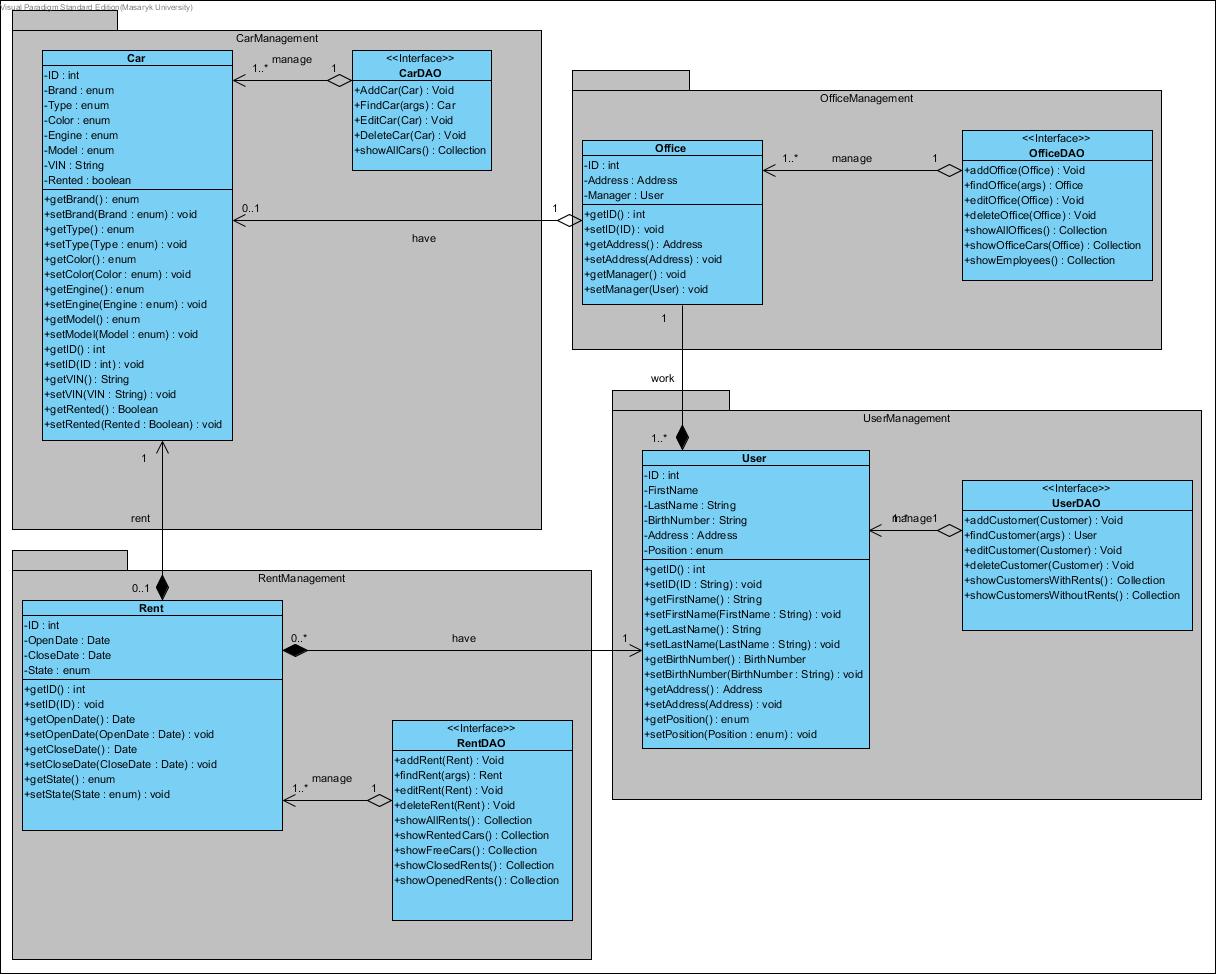 Visual Paradigm Standard Edition(Masaryk University)
CarManagement
Car
-ID : int
-Brand : enum
-Type : enum
-Color : enum
-Engine : enum
-Model : enum
-VIN : String
-Rented : boolean
+getBrand() : enum
+setBrand(Brand : enum) : void
+getType() : enum
+setType(Type : enum) : void
+getColor() : enum
+setColor(Color : enum) : void
+getEngine() : enum
+setEngine(Engine : enum) : void
+getModel() : enum
+setModel(Model : enum) : void
+getID() : int
+setID(ID : int) : void
+getVIN() : String
+setVIN(VIN : String) : void
+getRented() : Boolean
+setRented(Rented : Boolean) : void
1..*
manage
1
<<Interface>>
CarDAO
+AddCar(Car) : Void
+FindCar(args) : Car
+EditCar(Car) : Void
+DeleteCar(Car) : Void
+showAllCars() : Collection
0..1
have
1
OfficeManagement
Office
-ID : int
-Address : Address
-Manager : User
+getID() : int
+setID(ID) : void
+getAddress() : Address
+setAddress(Address) : void
+getManager() : void
+setManager(User) : void
1..*
manage
1
<<Interface>>
OfficeDAO
+addOffice(Office) : Void
+findOffice(args) : Office
+editOffice(Office) : Void
+deleteOffice(Office) : Void
+showAllOffices() : Collection
+showOfficeCars(Office) : Collection
+showEmployees() : Collection
1
work
1..*
UserManagement
User
-ID : int
-FirstName
-LastName : String
-BirthNumber : String
-Address : Address
-Position : enum
+getID() : int
+setID(ID : String) : void
+getFirstName() : String
+setFirstName(FirstName : String) : void
+getLastName() : String
+setLastName(LastName : String) : void
+getBirthNumber() : BirthNumber
+setBirthNumber(BirthNumber : String) : void
+getAddress() : Address
+setAddress(Address) : void
+getPosition() : enum
+setPosition(Position : enum) : void
manage
1
<<Interface>>
UserDAO
+addCustomer(Customer) : Void
+findCustomer(args) : User
+editCustomer(Customer) : Void
+deleteCustomer(Customer) : Void
+showCustomersWithRents() : Collection
+showCustomersWithoutRents() : Collection
1
rent
0..1
RentManagement
Rent
-ID : int
-OpenDate : Date
-CloseDate : Date
-State : enum
+getID() : int
+setID(ID) : void
+getOpenDate() : Date
+setOpenDate(OpenDate : Date) : void
+getCloseDate() : Date
+setCloseDate(CloseDate : Date) : void
+getState() : enum
+setState(State : enum) : void
0..*
have
1
1..*
manage
1
<<Interface>>
RentDAO
+addRent(Rent) : Void
+findRent(args) : Rent
+editRent(Rent) : Void
+deleteRent(Rent) : Void
+showAllRents() : Collection
+showRentedCars() : Collection
+showFreeCars() : Collection
+showClosedRents() : Collection
+showOpenedRents() : Collection